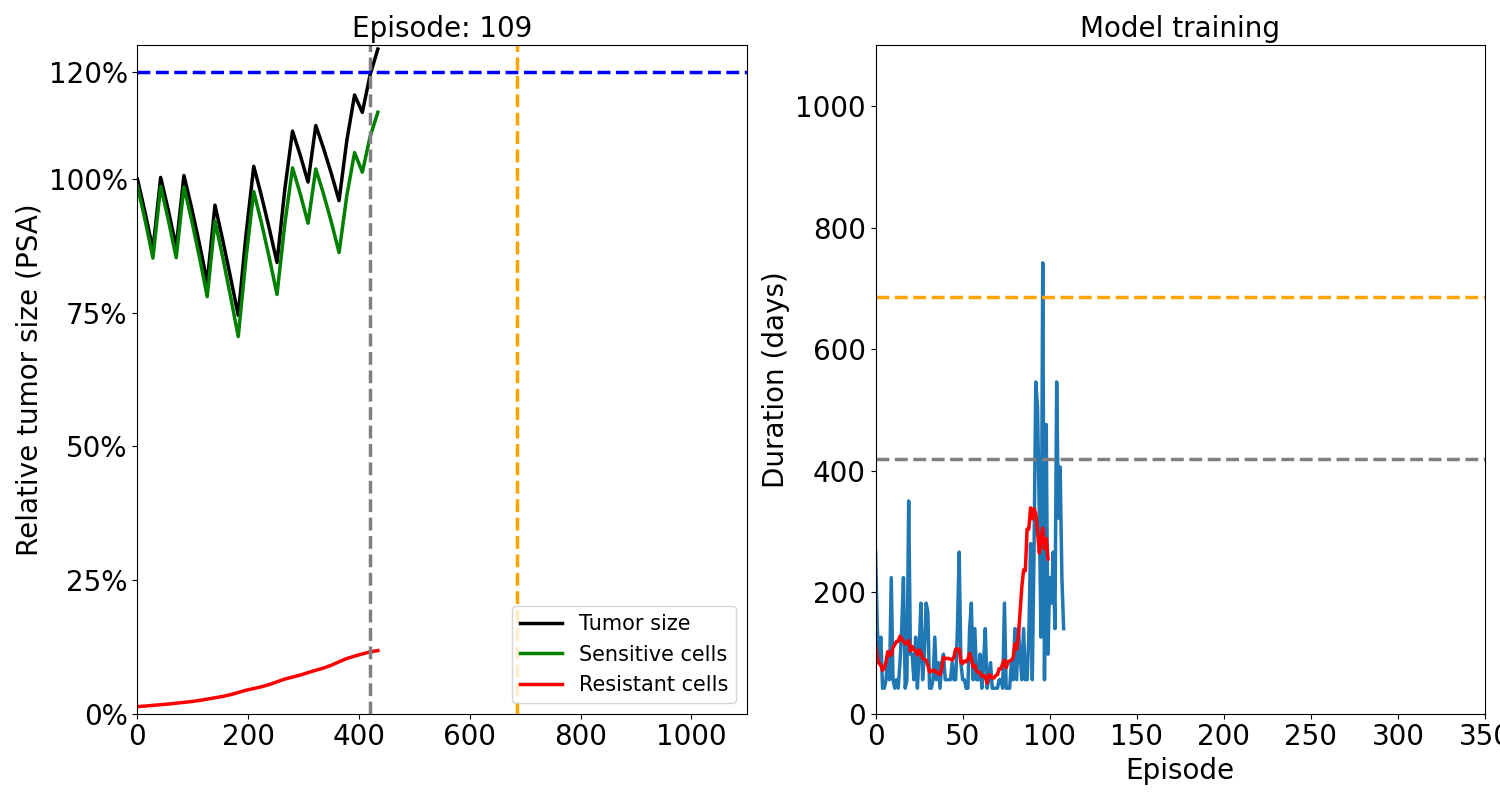 Episode: 109
Relative tumor size (PSA)
120%
100%
75%
50%
25%
0%
0 200 400 600 800 1000
Tumor size
Sensitive cells
Resistant cells
Model training
Duration (days)
1000
800
600
400
200
0
0 50 100 150 200 250 300 350
Episode